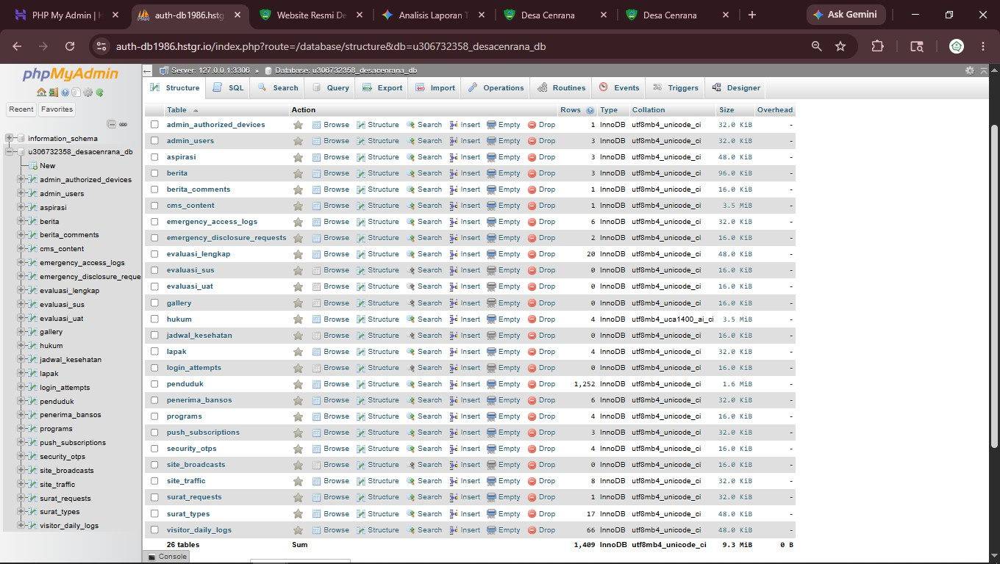 PHP My Admin | H
auth-db1986.hstg
Website Resmi De
Analisis Laporan T
Desa Cenrana
Desa Cenrana
Ask Gemini
auth-db1986.hstgr.io/index.php?route=/database/structure&db=u306732358_desacenrana_db
phpMyAdmin
Recent Favorites
information_schema
u306732358_desacenrana_db
New
admin_authorized_devices
admin_users
aspirasi
berita
berita_comments
cms_content
emergency_access_logs
emergency_disclosure_reque
evaluasi_lengkap
evaluasi_sus
evaluasi_uat
gallery
hukum
jadwal_kesehatan
lapak
login_attempts
penduduk
penerima_bansos
programs
push_subscriptions
security_otps
site_broadcasts
site_traffic
surat_requests
surat_types
visitor_daily_logs
Server: 127.0.0.1:3306 » Database: u306732358_desacenrana_db
Structure SQL Search Query Export Import Operations Routines Events Triggers Designer
Table Action Rows Type Collation Size Overhead
admin_authorized_devices Browse Structure Search Insert Empty Drop 1 InnoDB utf8mb4_unicode_ci 32.0 KiB -
admin_users Browse Structure Search Insert Empty Drop 3 InnoDB utf8mb4_unicode_ci 32.0 KiB -
aspirasi Browse Structure Search Insert Empty Drop 3 InnoDB utf8mb4_unicode_ci 48.0 KiB -
berita Browse Structure Search Insert Empty Drop 3 InnoDB utf8mb4_unicode_ci 96.0 KiB -
berita_comments Browse Structure Search Insert Empty Drop 1 InnoDB utf8mb4_unicode_ci 16.0 KiB -
cms_content Browse Structure Search Insert Empty Drop 1 InnoDB utf8mb4_unicode_ci 3.5 MiB -
emergency_access_logs Browse Structure Search Insert Empty Drop 6 InnoDB utf8mb4_unicode_ci 32.0 KiB -
emergency_disclosure_requests Browse Structure Search Insert Empty Drop 2 InnoDB utf8mb4_unicode_ci 16.0 KiB -
evaluasi_lengkap Browse Structure Search Insert Empty Drop 20 InnoDB utf8mb4_unicode_ci 48.0 KiB -
evaluasi_sus Browse Structure Search Insert Empty Drop 0 InnoDB utf8mb4_unicode_ci 16.0 KiB -
evaluasi_uat Browse Structure Search Insert Empty Drop 0 InnoDB utf8mb4_unicode_ci 16.0 KiB -
gallery Browse Structure Search Insert Empty Drop 0 InnoDB utf8mb4_unicode_ci 16.0 KiB -
hukum Browse Structure Search Insert Empty Drop 4 InnoDB utf8mb4_uca1400_ai_ci 3.5 MiB -
jadwal_kesehatan Browse Structure Search Insert Empty Drop 0 InnoDB utf8mb4_unicode_ci 16.0 KiB -
lapak Browse Structure Search Insert Empty Drop 4 InnoDB utf8mb4_unicode_ci 32.0 KiB -
login_attempts Browse Structure Search Insert Empty Drop 0 InnoDB utf8mb4_unicode_ci 16.0 KiB -
penduduk Browse Structure Search Insert Empty Drop 1,252 InnoDB utf8mb4_unicode_ci 1.6 MiB -
penerima_bansos Browse Structure Search Insert Empty Drop 6 InnoDB utf8mb4_unicode_ci 32.0 KiB -
programs Browse Structure Search Insert Empty Drop 4 InnoDB utf8mb4_unicode_ci 16.0 KiB -
push_subscriptions Browse Structure Search Insert Empty Drop 3 InnoDB utf8mb4_unicode_ci 32.0 KiB -
security_otps Browse Structure Search Insert Empty Drop 4 InnoDB utf8mb4_unicode_ci 16.0 KiB -
site_broadcasts Browse Structure Search Insert Empty Drop 0 InnoDB utf8mb4_unicode_ci 16.0 KiB -
site_traffic Browse Structure Search Insert Empty Drop 8 InnoDB utf8mb4_unicode_ci 32.0 KiB -
surat_requests Browse Structure Search Insert Empty Drop 1 InnoDB utf8mb4_unicode_ci 32.0 KiB -
surat_types Browse Structure Search Insert Empty Drop 17 InnoDB utf8mb4_unicode_ci 48.0 KiB -
visitor_daily_logs Browse Structure Search Insert Empty Drop 66 InnoDB utf8mb4_unicode_ci 48.0 KiB -
26 tables Sum 1,409 InnoDB utf8mb4_unicode_ci 9.3 MiB 0 B
Console